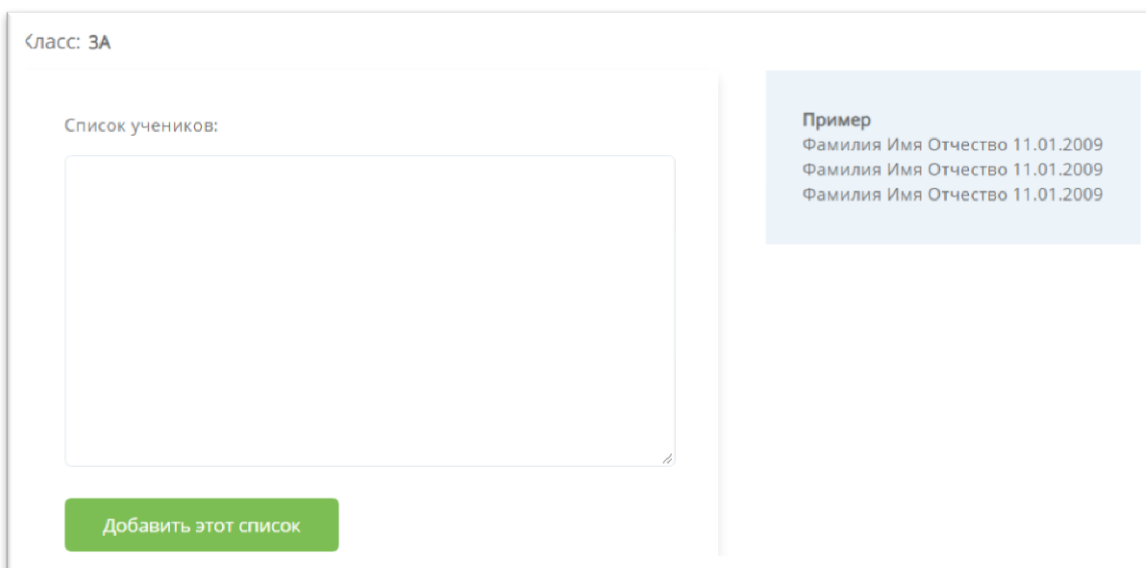 Класс: 3А
Список учеников:
Пример
Фамилия Имя Отчество 11.01.2009
Фамилия Имя Отчество 11.01.2009
Фамилия Имя Отчество 11.01.2009
Добавить этот список